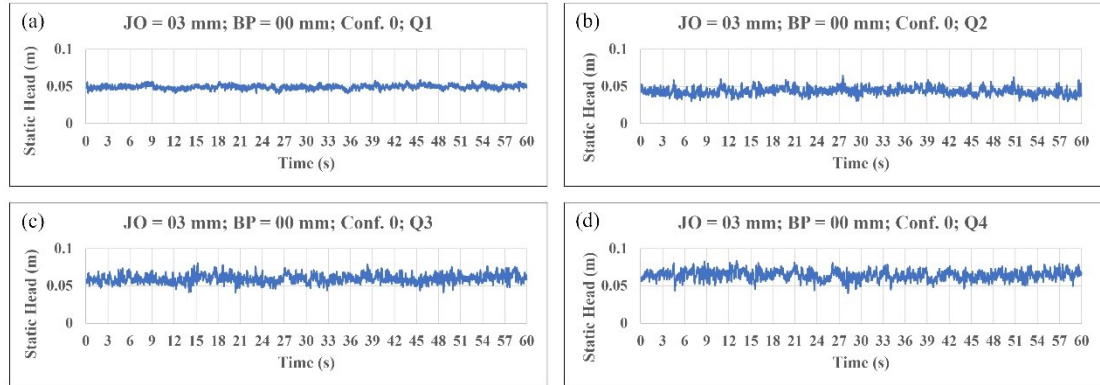 (a)
JO = 03 mm; BP = 00 mm; Conf. 0; Q1
Static Head (m)
0.1
0.05
0
0 3 6 9 12 15 18 21 24 27 30 33 36 39 42 45 48 51 54 57 60
Time (s)
(b)
JO = 03 mm; BP = 00 mm; Conf. 0; Q2
Static Head (m)
0.1
0.05
0
0 3 6 9 12 15 18 21 24 27 30 33 36 39 42 45 48 51 54 57 60
Time (s)
(c)
JO = 03 mm; BP = 00 mm; Conf. 0; Q3
Static Head (m)
0.1
0.05
0
0 3 6 9 12 15 18 21 24 27 30 33 36 39 42 45 48 51 54 57 60
Time (s)
(d)
JO = 03 mm; BP = 00 mm; Conf. 0; Q4
Static Head (m)
0.1
0.05
0
0 3 6 9 12 15 18 21 24 27 30 33 36 39 42 45 48 51 54 57 60
Time (s)